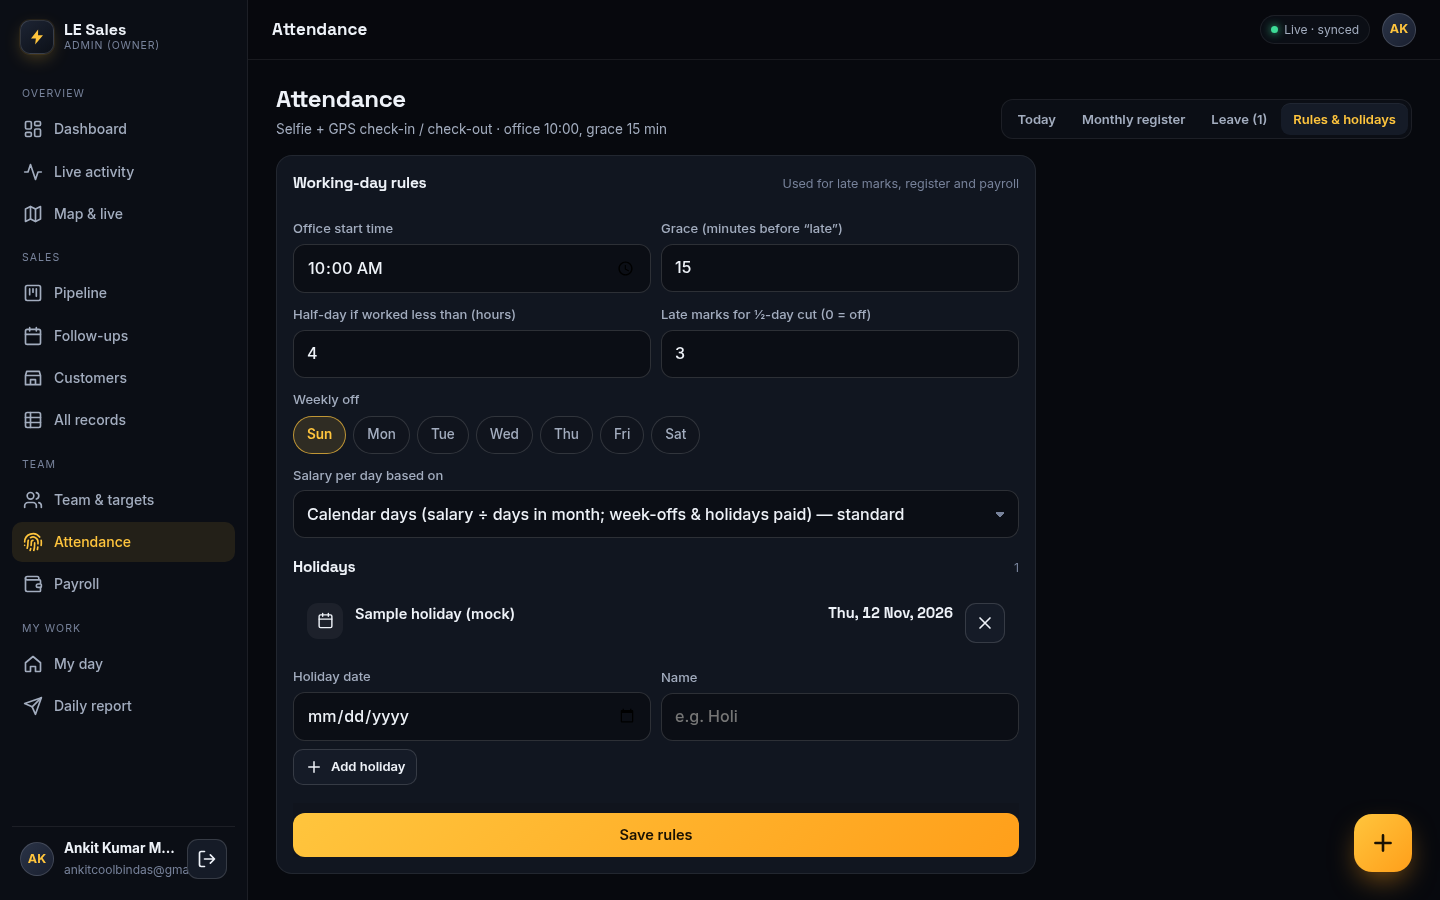 LE Sales
ADMIN (OWNER)
OVERVIEW
Dashboard
Live activity
Map & live
SALES
Pipeline
Follow-ups
Customers
All records
TEAM
Team & targets
Attendance
Payroll
MY WORK
My day
Daily report
AK
Ankit Kumar M...
ankitcoolbindas@gma
Attendance
Live · synced
AK
Attendance
Selfie + GPS check-in / check-out · office 10:00, grace 15 min
Today
Monthly register
Leave (1)
Rules & holidays
Working-day rules
Used for late marks, register and payroll
Office start time
Grace (minutes before “late”)
10:00 AM
15
Half-day if worked less than (hours)
Late marks for ½-day cut (0 = off)
4
3
Weekly off
Sun
Mon
Tue
Wed
Thu
Fri
Sat
Salary per day based on
Calendar days (salary ÷ days in month; week-offs & holidays paid) — standard
Holidays
1
Sample holiday (mock)
Thu, 12 Nov, 2026
Holiday date
Name
mm/dd/yyyy
e.g. Holi
Add holiday
Save rules